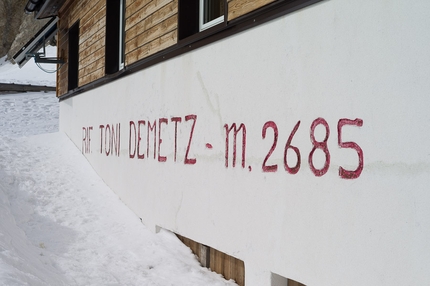 RIF TONI DEMETZ - m. 2685